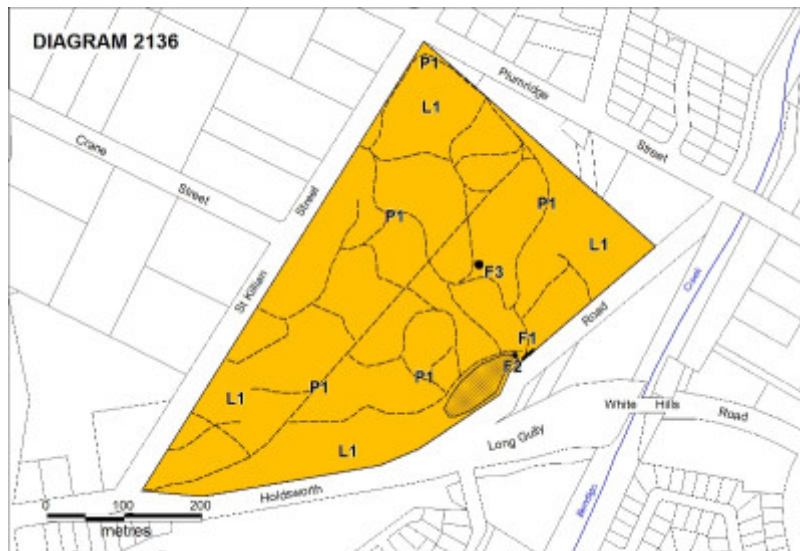 DIAGRAM 2136
P1
L1
Plumridge
Street
Crane
Street
Street
P1
P1
L1
F3
St Killian
Road
Creek
F1
F2
P1
P1
L1
White Hills
Road
L1
Long Gully
Holdsworth
Bendigo
0 100 200
metres